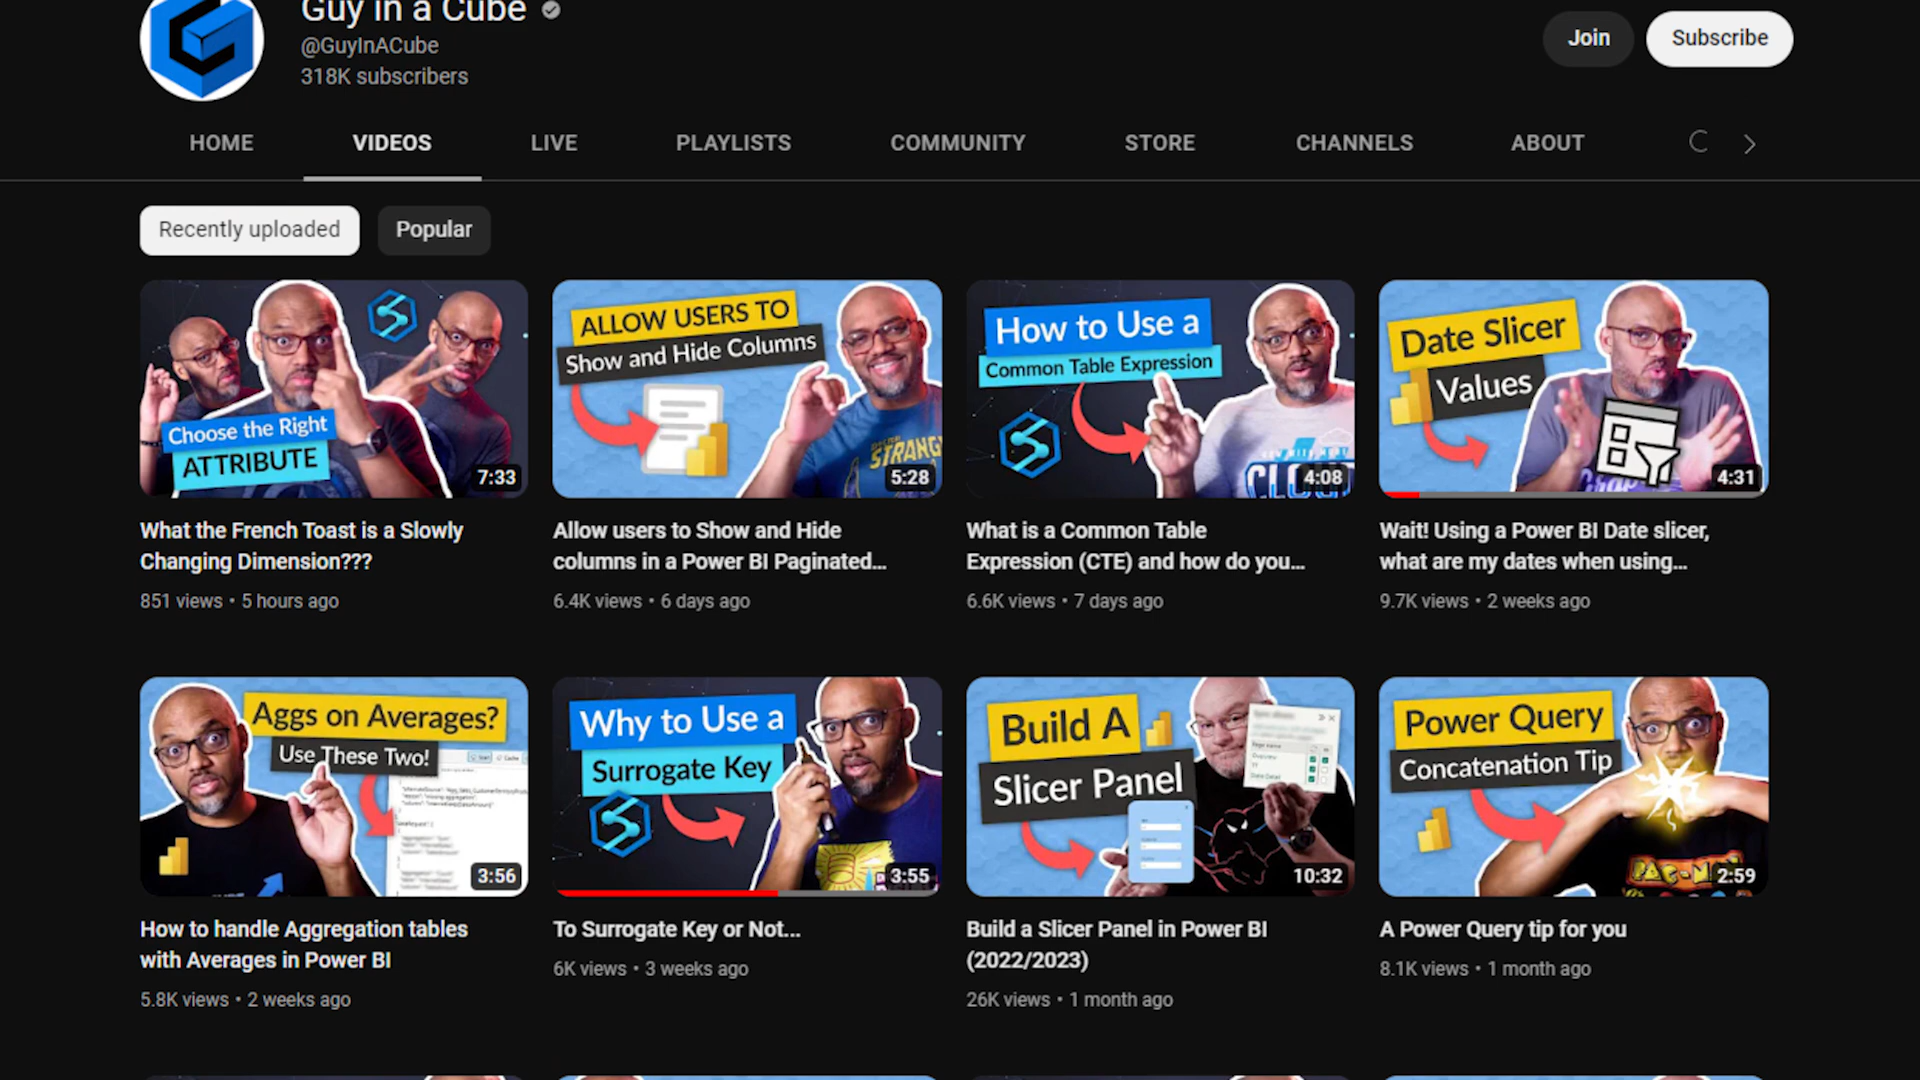 Guy in a Cube
@GuyInACube
318K subscribers
Join
Subscribe
HOME
VIDEOS
LIVE
PLAYLISTS
COMMUNITY
STORE
CHANNELS
ABOUT
Recently uploaded
Popular
Choose the Right
ATTRIBUTE
7:33
ALLOW USERS TO
Show and Hide Columns
STRANG
5:28
How to Use a
Common Table Expression
4:08
Date Slicer
Values
4:31
What the French Toast is a Slowly
Changing Dimension???
851 views • 5 hours ago
Allow users to Show and Hide
columns in a Power BI Paginated...
6.4K views • 6 days ago
What is a Common Table
Expression (CTE) and how do you...
6.6K views • 7 days ago
Wait! Using a Power BI Date slicer,
what are my dates when using...
9.7K views • 2 weeks ago
Aggs on Averages?
Use These Two!
3:56
Why to Use a
Surrogate Key
3:55
Build A
Slicer Panel
10:32
Power Query
Concatenation Tip
PAC-M
2:59
How to handle Aggregation tables
with Averages in Power BI
5.8K views • 2 weeks ago
To Surrogate Key or Not...
6K views • 3 weeks ago
Build a Slicer Panel in Power BI
(2022/2023)
26K views • 1 month ago
A Power Query tip for you
8.1K views • 1 month ago